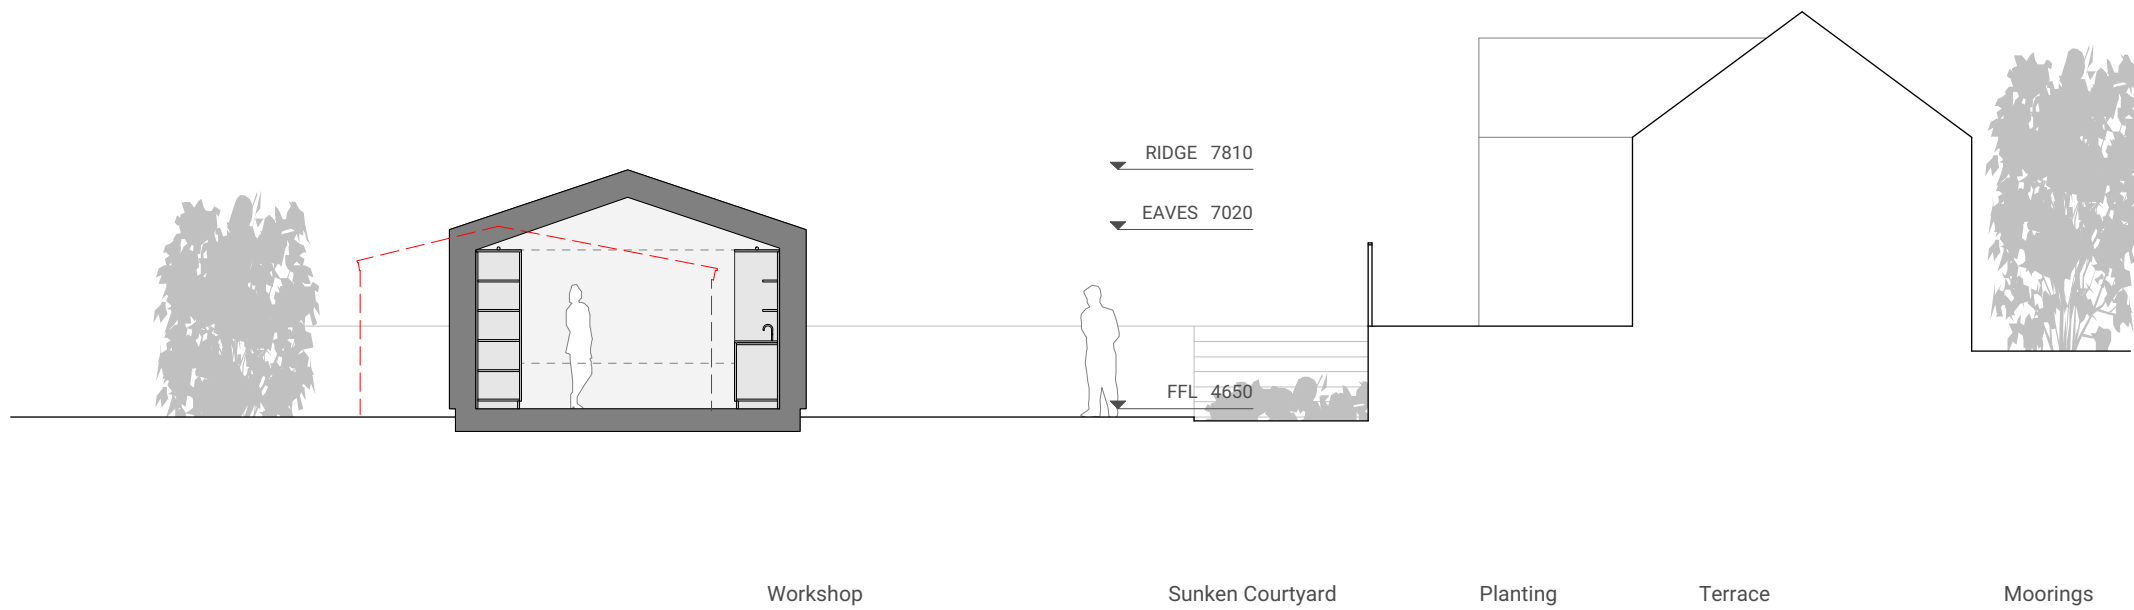 RIDGE 7810
EAVES 7020
FFL 4650
Workshop
Sunken Courtyard
Planting
Terrace
Moorings